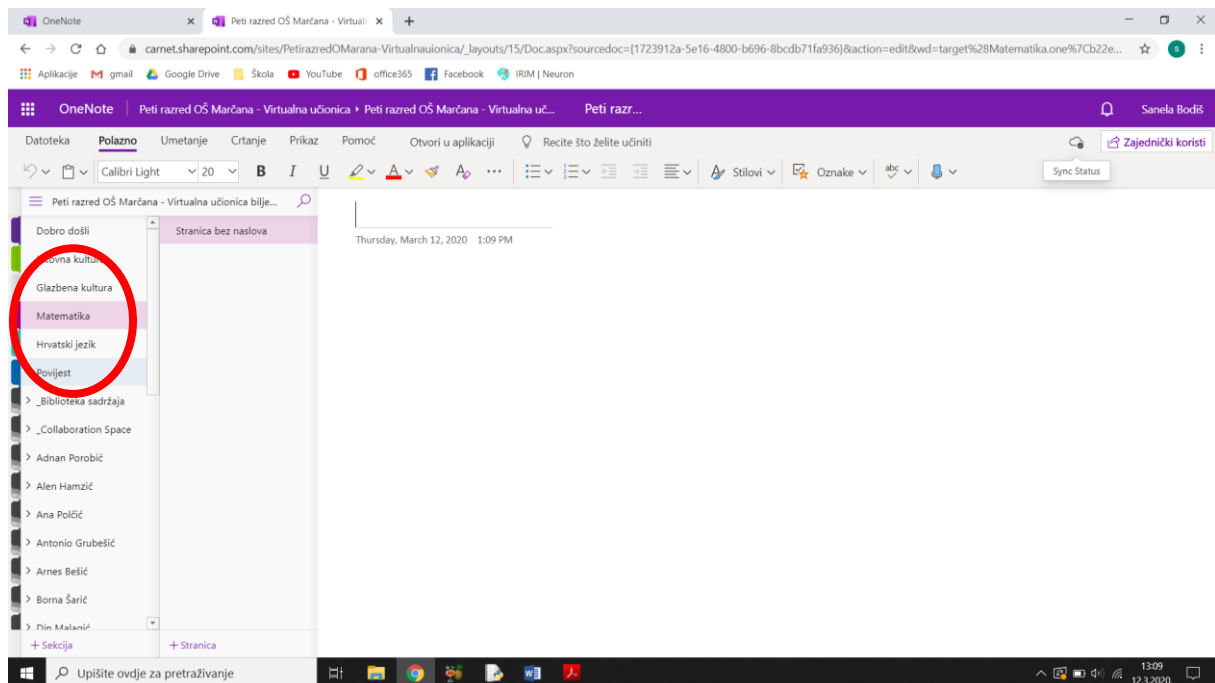 OneNote
Peti razred OŠ Marčana - Virtualn
carnet.sharepoint.com/sites/PetirazredOMarana-Virtualnauionica/_layouts/15/Doc.aspx?sourcedoc={1723912a-5e16-4800-b696-8bcdb71fa936}&action=edit&wd=target%28Matematika.one%7Cb22e...
s
Aplikacije gmail Google Drive Škola YouTube office365 Facebook IRIM | Neuron
OneNote Peti razred OŠ Marčana - Virtualna učionica ▸ Peti razred OŠ Marčana - Virtualna uč... Peti razr... Sanela Bodiš
Datoteka Polazno Umetanje Crtanje Prikaz Pomoć Otvori u aplikaciji Recite što želite učiniti Zajednički koristi
Calibri Light 20 B I U A A ... A Stilovi Oznake abc
Sync Status
Peti razred OŠ Marčana - Virtualna učionica bilje...
Dobro došli
Stranica bez naslova
Thursday, March 12, 2020 1:09 PM
kultura
Glazbena kultura
Matematika
Hrvatski jezik
Povijest
> _Biblioteka sadržaja
> _Collaboration Space
> Adnan Porobić
> Alen Hamzić
> Ana Polčić
> Antonio Grubešić
> Arnes Bešić
> Borna Šarić
> Din Malagić
+ Sekcija
+ Stranica
Upišite ovdje za pretraživanje
13:09
12.3.2020.